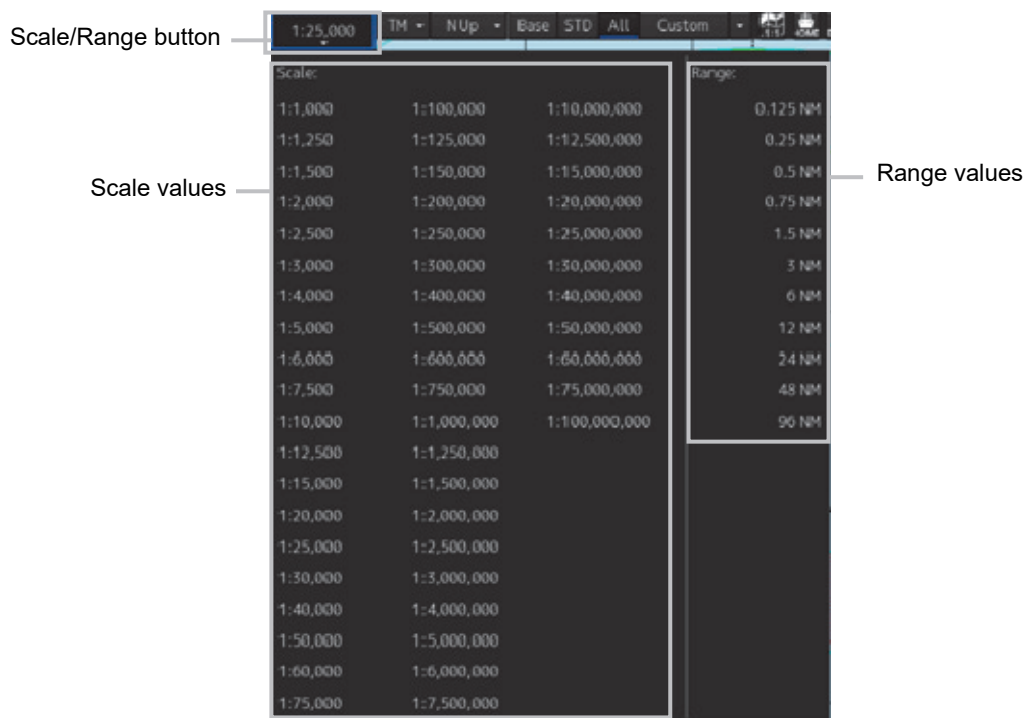 Scale/Range button
1:25,000 TM N Up Base STD All Custom 1:1 HOME
Scale: Range:
1:1,000 1:100,000 1:10,000,000 0.125 NM
1:1,250 1:125,000 1:12,500,000 0.25 NM
1:1,500 1:150,000 1:15,000,000 0.5 NM
Scale values
Range values
1:2,000 1:200,000 1:20,000,000 0.75 NM
1:2,500 1:250,000 1:25,000,000 1.5 NM
1:3,000 1:300,000 1:30,000,000 3 NM
1:4,000 1:400,000 1:40,000,000 6 NM
1:5,000 1:500,000 1:50,000,000 12 NM
1:6,000 1:600,000 1:60,000,000 24 NM
1:7,500 1:750,000 1:75,000,000 48 NM
1:10,000 1:1,000,000 1:100,000,000 96 NM
1:12,500 1:1,250,000
1:15,000 1:1,500,000
1:20,000 1:2,000,000
1:25,000 1:2,500,000
1:30,000 1:3,000,000
1:40,000 1:4,000,000
1:50,000 1:5,000,000
1:60,000 1:6,000,000
1:75,000 1:7,500,000